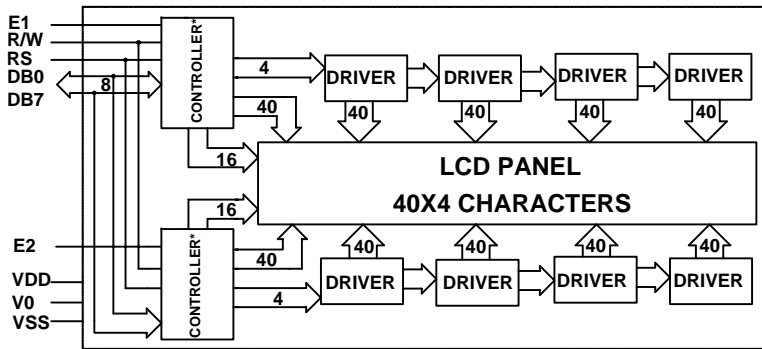 E1
R/W
RS
DB0
DB7
8
CONTROLLER*
4
40
16
DRIVER
DRIVER
DRIVER
DRIVER
40
40
40
40
LCD PANEL
40X4 CHARACTERS
16
40
4
CONTROLLER*
40
40
40
40
DRIVER
DRIVER
DRIVER
DRIVER
E2
VDD
V0
VSS